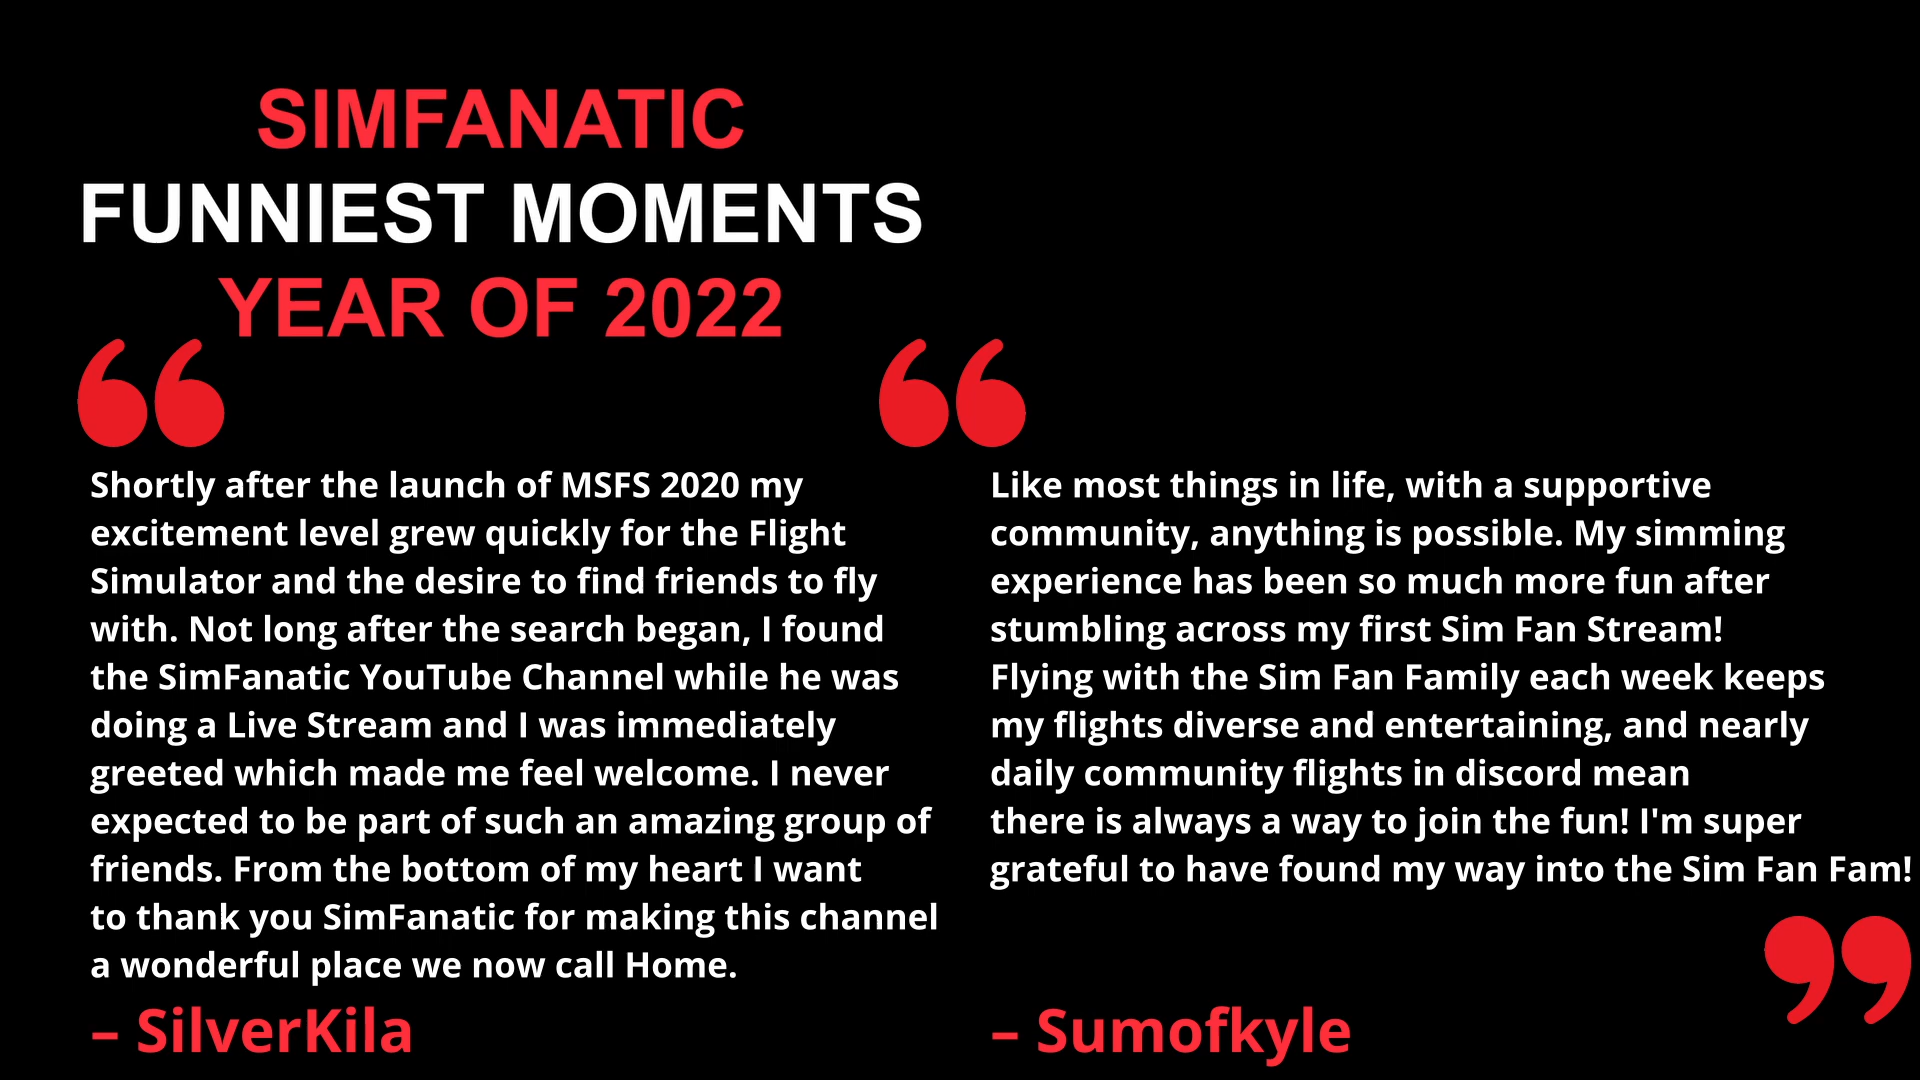 SIMFANATIC
FUNNIEST MOMENTS
YEAR OF 2022
Shortly after the launch of MSFS 2020 my
excitement level grew quickly for the Flight
Simulator and the desire to find friends to fly
with. Not long after the search began, I found
the SimFanatic YouTube Channel while he was
doing a Live Stream and I was immediately
greeted which made me feel welcome. I never
expected to be part of such an amazing group of
friends. From the bottom of my heart I want
to thank you SimFanatic for making this channel
a wonderful place we now call Home.
– SilverKila
Like most things in life, with a supportive
community, anything is possible. My simming
experience has been so much more fun after
stumbling across my first Sim Fan Stream!
Flying with the Sim Fan Family each week keeps
my flights diverse and entertaining, and nearly
daily community flights in discord mean
there is always a way to join the fun! I'm super
grateful to have found my way into the Sim Fan Fam!
– Sumofkyle